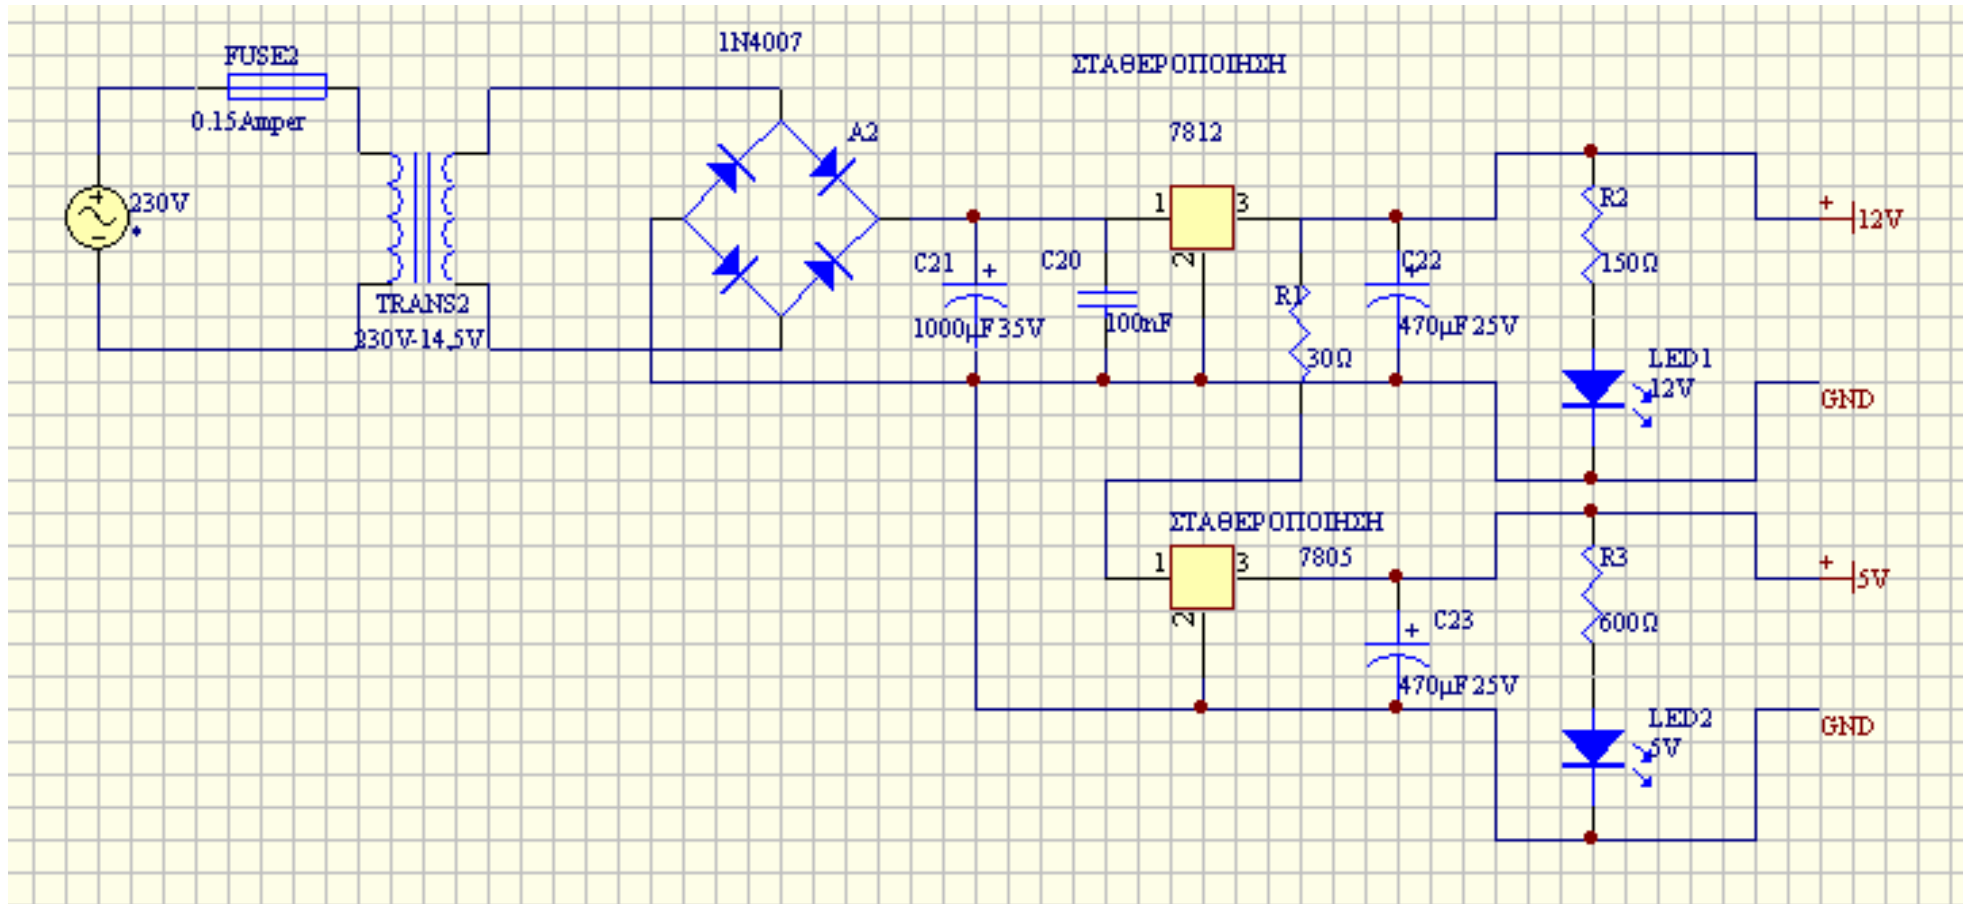 FUSE2
0.15Amper
230V
TRANS2
230V-14,5V
1N4007
A2
ΣΤΑΘΕΡΟΠΟΙΗΣΗ
7812
1
3
2
C21
+
1000μF35V
C20
100nF
R1
30Ω
C22
+
470μF25V
R2
150Ω
LED1
12V
+
12V
GND
ΣΤΑΘΕΡΟΠΟΙΗΣΗ
7805
1
3
2
C23
+
470μF25V
R3
600Ω
LED2
5V
+
5V
GND